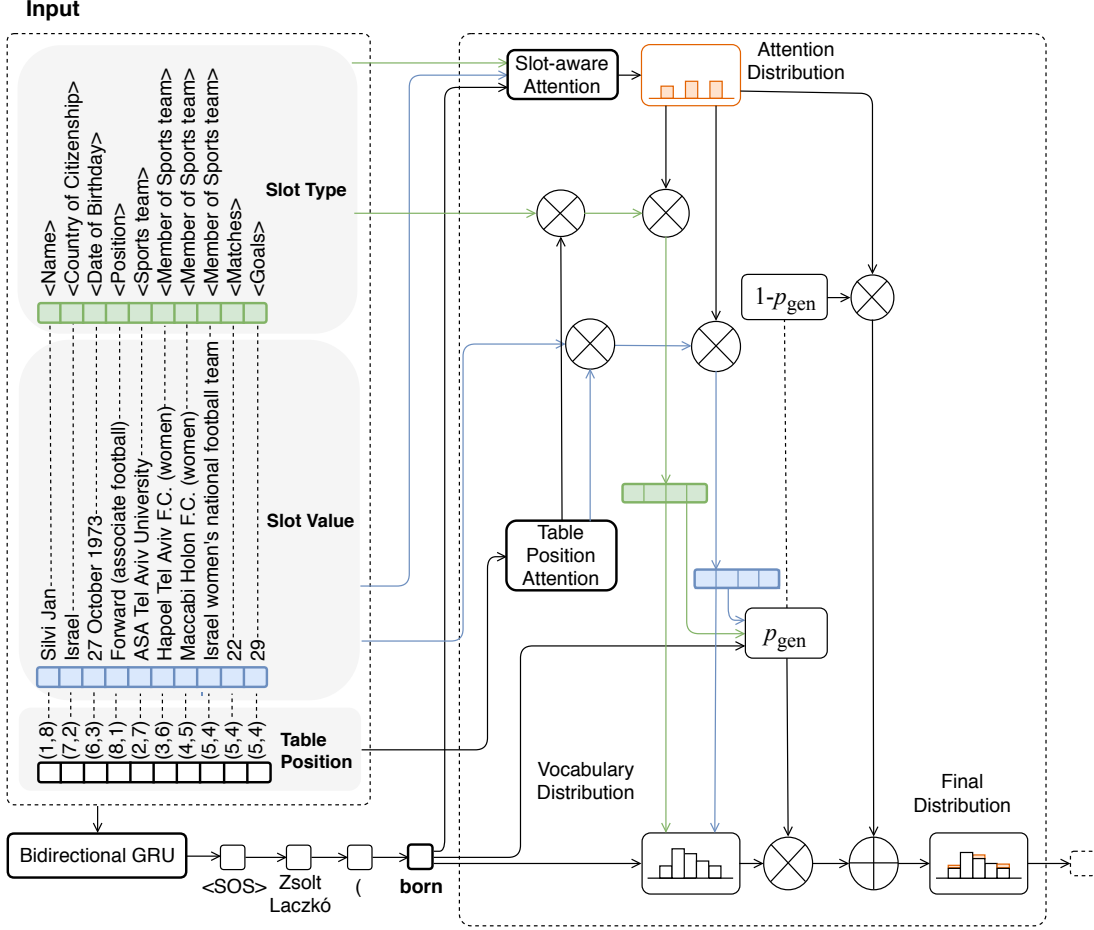 Input
<Name>
<Country of Citizenship>
<Date of Birthday>
<Position>
<Sports team>
<Member of Sports team>
<Member of Sports team>
<Member of Sports team>
<Matches>
<Goals>
Slot Type
Silvi Jan
Israel
27 October 1973
Forward (associate football)
ASA Tel Aviv University
Hapoel Tel Aviv F.C. (women)
Maccabi Holon F.C. (women)
Israel women's national football team
22
29
Slot Value
(1,8)
(7,2)
(6,3)
(8,1)
(2,7)
(3,6)
(4,5)
(5,4)
(5,4)
(5,4)
Table
Position
Bidirectional GRU
<SOS>
Zsolt
Laczkó
(
born
Slot-aware
Attention
Attention
Distribution
1-pgen
Table
Position
Attention
pgen
Vocabulary
Distribution
Final
Distribution